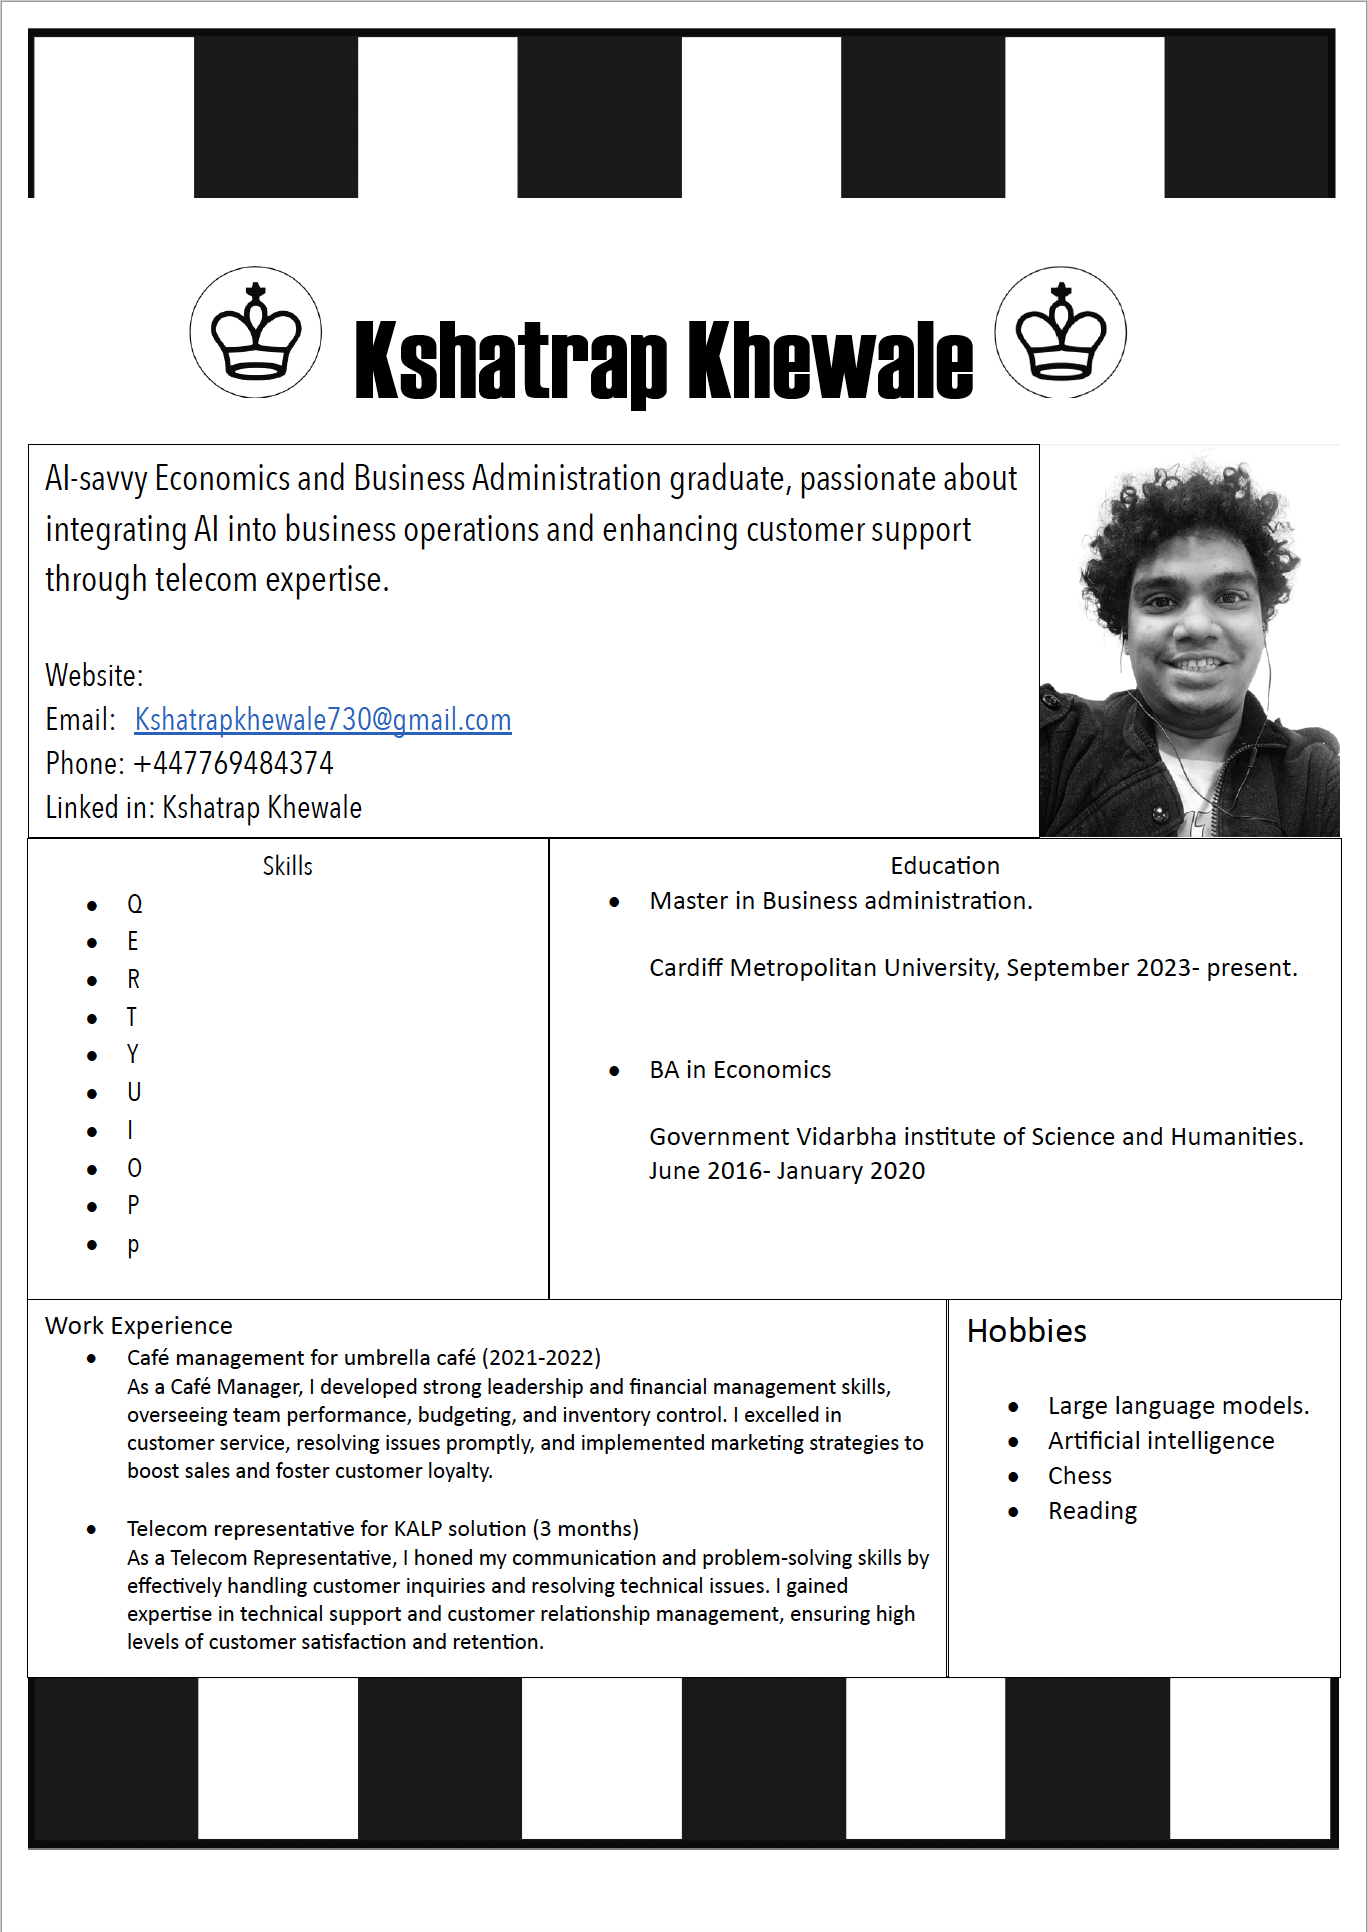 Kshatrap Khewale
AI-savvy Economics and Business Administration graduate, passionate about
integrating AI into business operations and enhancing customer support
through telecom expertise.
Website:
Email: Kshatrapkhewale730@gmail.com
Phone: +447769484374
Linked in: Kshatrap Khewale
Skills
• Q
• E
• R
• T
• Y
• U
• I
• O
• P
• p
Education
• Master in Business administration.
Cardiff Metropolitan University, September 2023- present.
• BA in Economics
Government Vidarbha institute of Science and Humanities.
June 2016- January 2020
Work Experience
• Café management for umbrella café (2021-2022)
As a Café Manager, I developed strong leadership and financial management skills,
overseeing team performance, budgeting, and inventory control. I excelled in
customer service, resolving issues promptly, and implemented marketing strategies to
boost sales and foster customer loyalty.
• Telecom representative for KALP solution (3 months)
As a Telecom Representative, I honed my communication and problem-solving skills by
effectively handling customer inquiries and resolving technical issues. I gained
expertise in technical support and customer relationship management, ensuring high
levels of customer satisfaction and retention.
Hobbies
• Large language models.
• Artificial intelligence
• Chess
• Reading